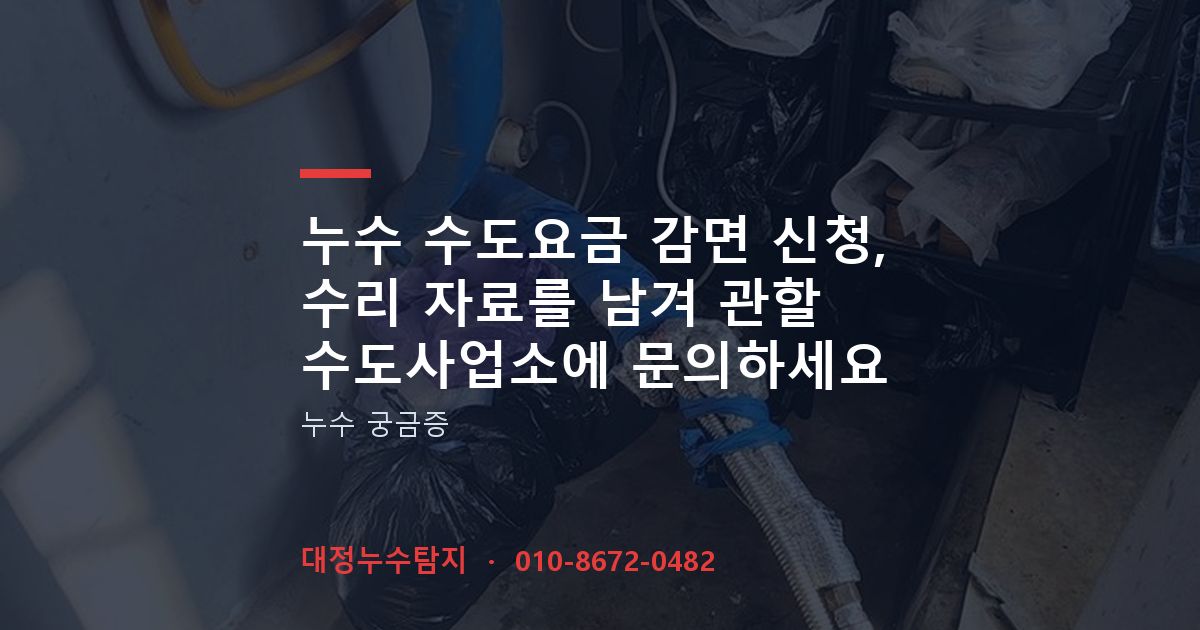 누수 수도요금 감면 신청,
수리 자료를 남겨 관할
수도사업소에 문의하세요
누수 궁금증
대정누수탐지 · 010-8672-0482